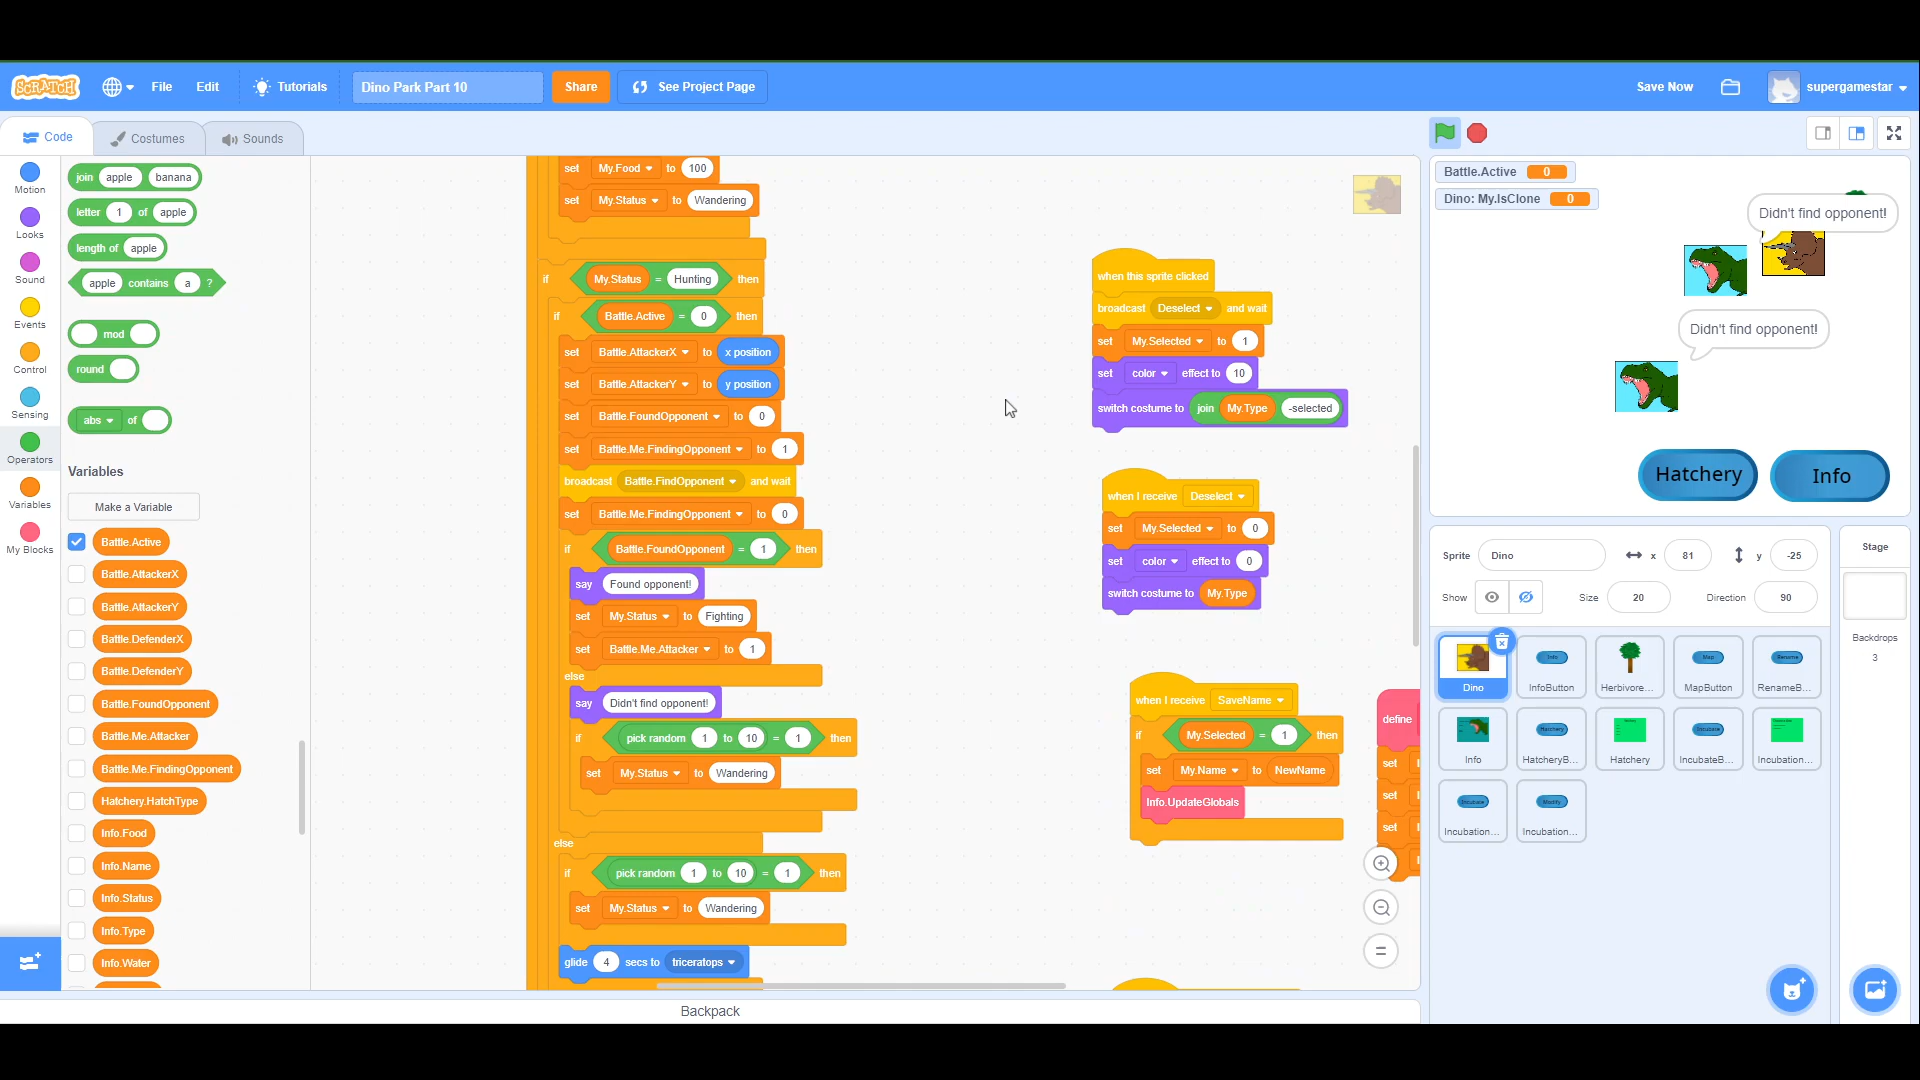 SCRATCH File Edit Tutorials Dino Park Part 10 Share See Project Page Save Now supergamestar
Code Costumes Sounds
Motion
Looks
Sound
Events
Control
Sensing
Operators
Variables
My Blocks
join apple banana
letter 1 of apple
length of apple
apple contains a ?
mod
round
abs of
Variables
Make a Variable
Battle.Active
Battle.AttackerX
Battle.AttackerY
Battle.DefenderX
Battle.DefenderY
Battle.FoundOpponent
Battle.Me.Attacker
Battle.Me.FindingOpponent
Hatchery.HatchType
Info.Food
Info.Name
Info.Status
Info.Type
Info.Water
set My.Food to 100
set My.Status to Wandering
if My.Status = Hunting then
if Battle.Active = 0 then
set Battle.AttackerX to x position
set Battle.AttackerY to y position
set Battle.FoundOpponent to 0
set Battle.Me.FindingOpponent to 1
broadcast Battle.FindOpponent and wait
set Battle.Me.FindingOpponent to 0
if Battle.FoundOpponent = 1 then
say Found opponent!
set My.Status to Fighting
set Battle.Me.Attacker to 1
else
say Didn't find opponent!
if pick random 1 to 10 = 1 then
set My.Status to Wandering
else
if pick random 1 to 10 = 1 then
set My.Status to Wandering
glide 4 secs to triceratops
when this sprite clicked
broadcast Deselect and wait
set My.Selected to 1
set color effect to 10
switch costume to join My.Type -selected
when I receive Deselect
set My.Selected to 0
set color effect to 0
switch costume to My.Type
when I receive SaveName
if My.Selected = 1 then
set My.Name to NewName
Info.UpdateGlobals
define
set
set
set
Backpack
Battle.Active 0
Dino: My.IsClone 0
Didn't find opponent!
Didn't find opponent!
Hatchery Info
Sprite Dino x 81 y -25
Show Size 20 Direction 90
Dino InfoButton Herbivore... MapButton RenameB...
Info HatcheryB... Hatchery IncubateB... Incubation...
Incubation... Incubation...
Stage
Backdrops
3